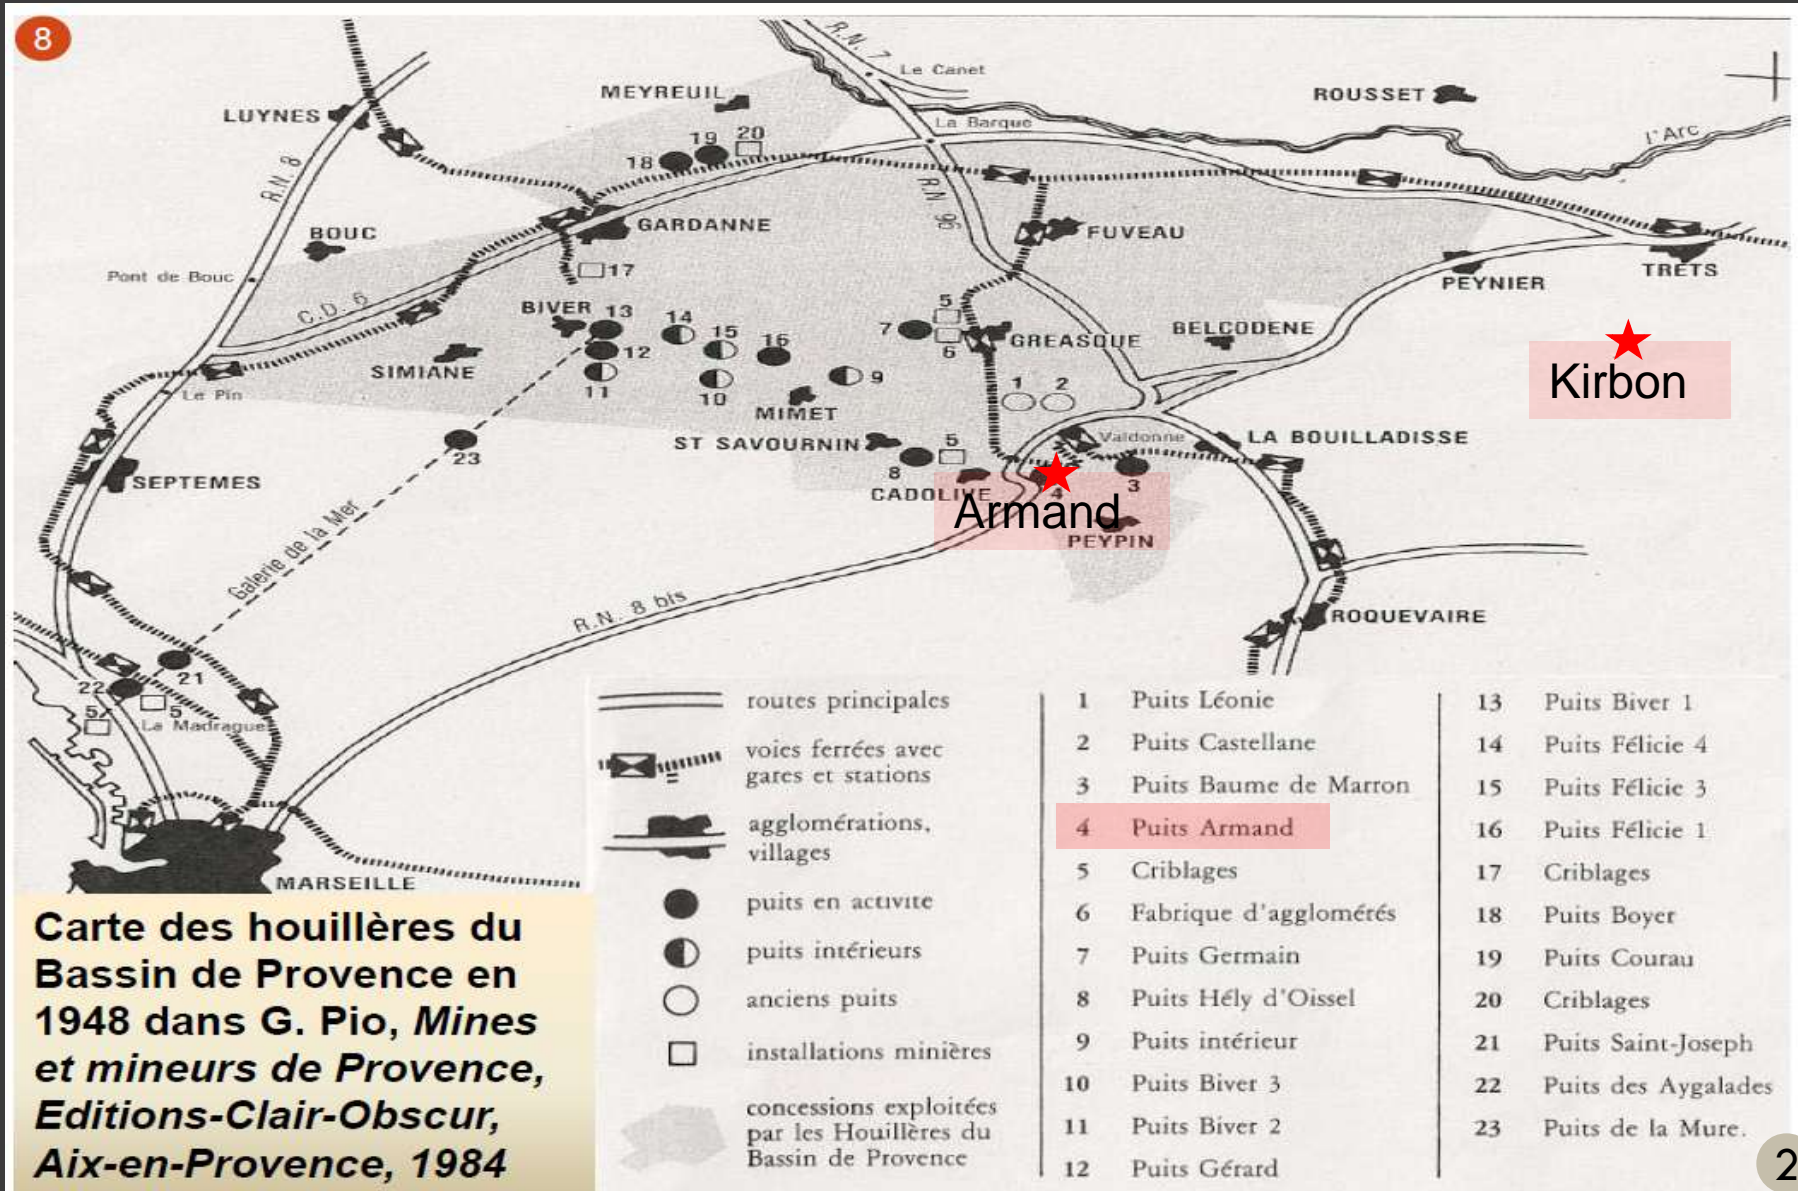 8
R.N. 7
Le Canet
ROUSSET
MEYREUIL
LUYNES
La Barque
l'Arc
18
19
20
R.N. 8
R.N 96
BOUC
GARDANNE
FUVEAU
Pont de Bouc
17
TRETS
PEYNIER
C.D. 6
BIVER
13
14
15
16
7
5
6
GREASQUE
BELCODENE
12
SIMIANE
11
10
9
MIMET
1
2
Kirbon
Le Pin
ST SAVOURNIN
Valdonne
LA BOUILLADISSE
23
8
5
SEPTEMES
CADOLIVE
4
3
Armand
PEYPIN
Galerie de la Mer
R.N. 8 bis
ROQUEVAIRE
21
22
5
5
La Madrague
MARSEILLE
routes principales
voies ferrées avec
gares et stations
agglomérations,
villages
puits en activité
puits intérieurs
anciens puits
installations minières
concessions exploitées
par les Houillères du
Bassin de Provence
1 Puits Léonie
2 Puits Castellane
3 Puits Baume de Marron
4 Puits Armand
5 Criblages
6 Fabrique d'agglomérés
7 Puits Germain
8 Puits Hély d'Oissel
9 Puits intérieur
10 Puits Biver 3
11 Puits Biver 2
12 Puits Gérard
13 Puits Biver 1
14 Puits Félicie 4
15 Puits Félicie 3
16 Puits Félicie 1
17 Criblages
18 Puits Boyer
19 Puits Courau
20 Criblages
21 Puits Saint-Joseph
22 Puits des Aygalades
23 Puits de la Mure.
Carte des houillères du
Bassin de Provence en
1948 dans G. Pio, Mines
et mineurs de Provence,
Editions-Clair-Obscur,
Aix-en-Provence, 1984
2